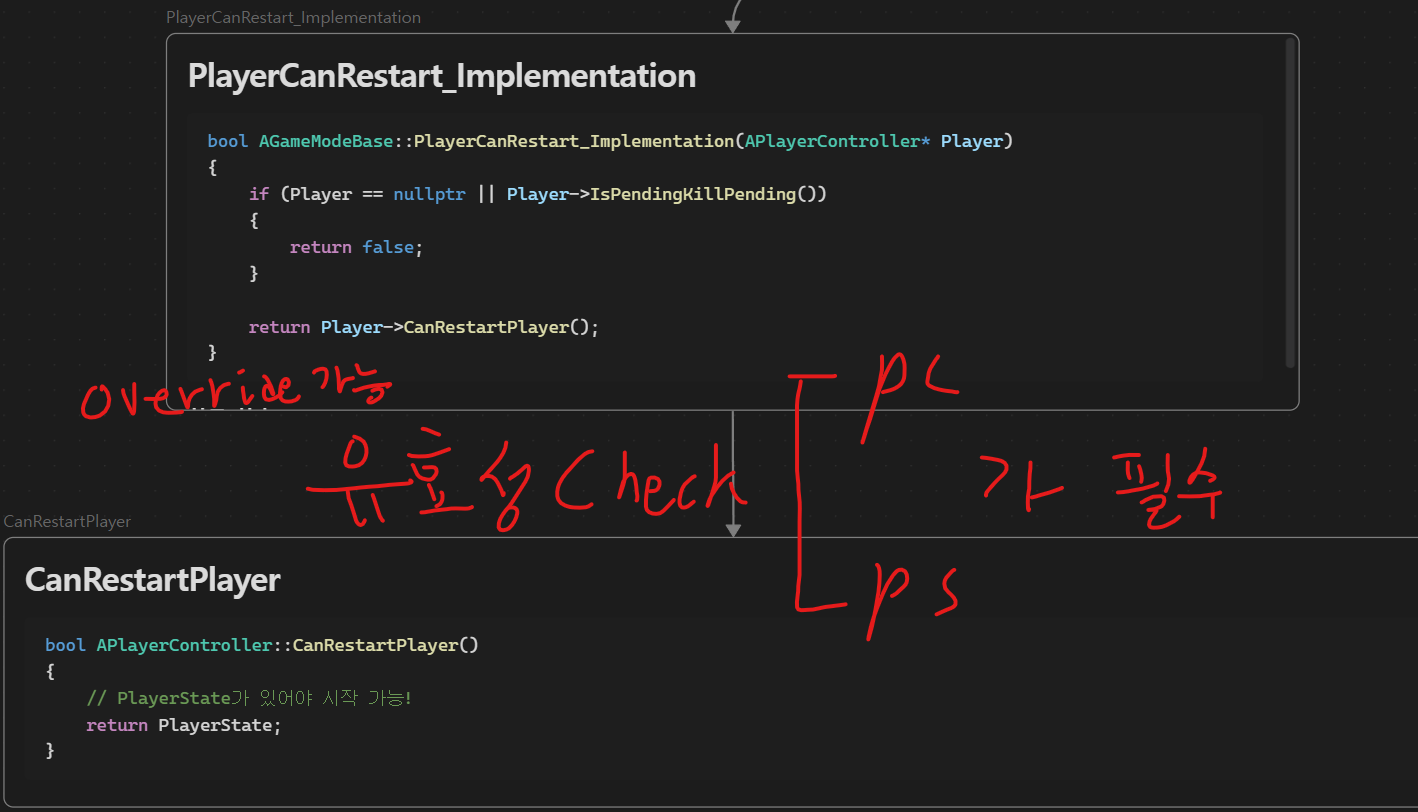 PlayerCanRestart_Implementation
PlayerCanRestart_Implementation
bool AGameModeBase::PlayerCanRestart_Implementation(APlayerController* Player)
{
if (Player == nullptr || Player->IsPendingKillPending())
{
return false;
}
return Player->CanRestartPlayer();
}
override 가능
유효성 Check
pc
가 필수
ps
CanRestartPlayer
CanRestartPlayer
bool APlayerController::CanRestartPlayer()
{
// PlayerState가 있어야 시작 가능!
return PlayerState;
}